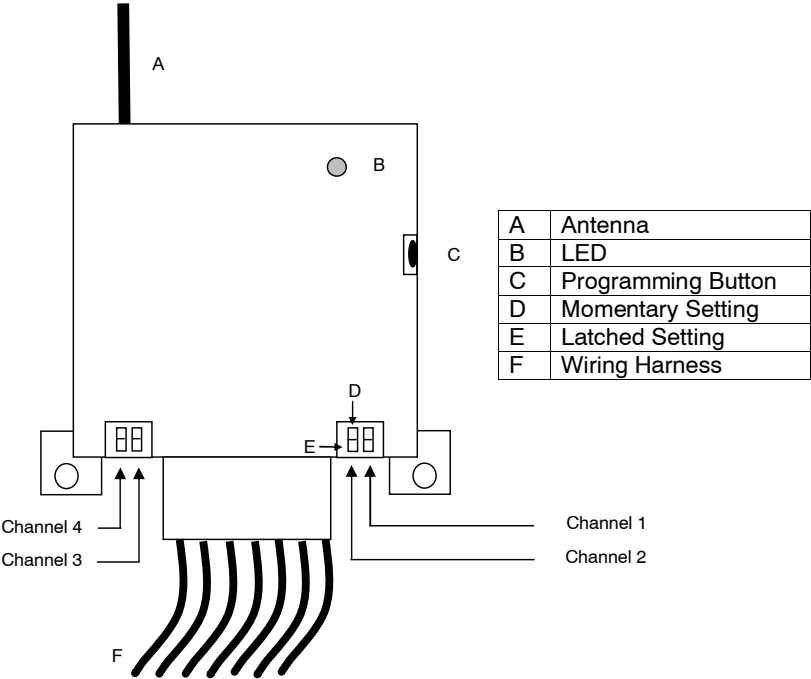 A
B
C
A Antenna
B LED
C Programming Button
D Momentary Setting
E Latched Setting
F Wiring Harness
D
E
Channel 4
Channel 3
Channel 1
Channel 2
F